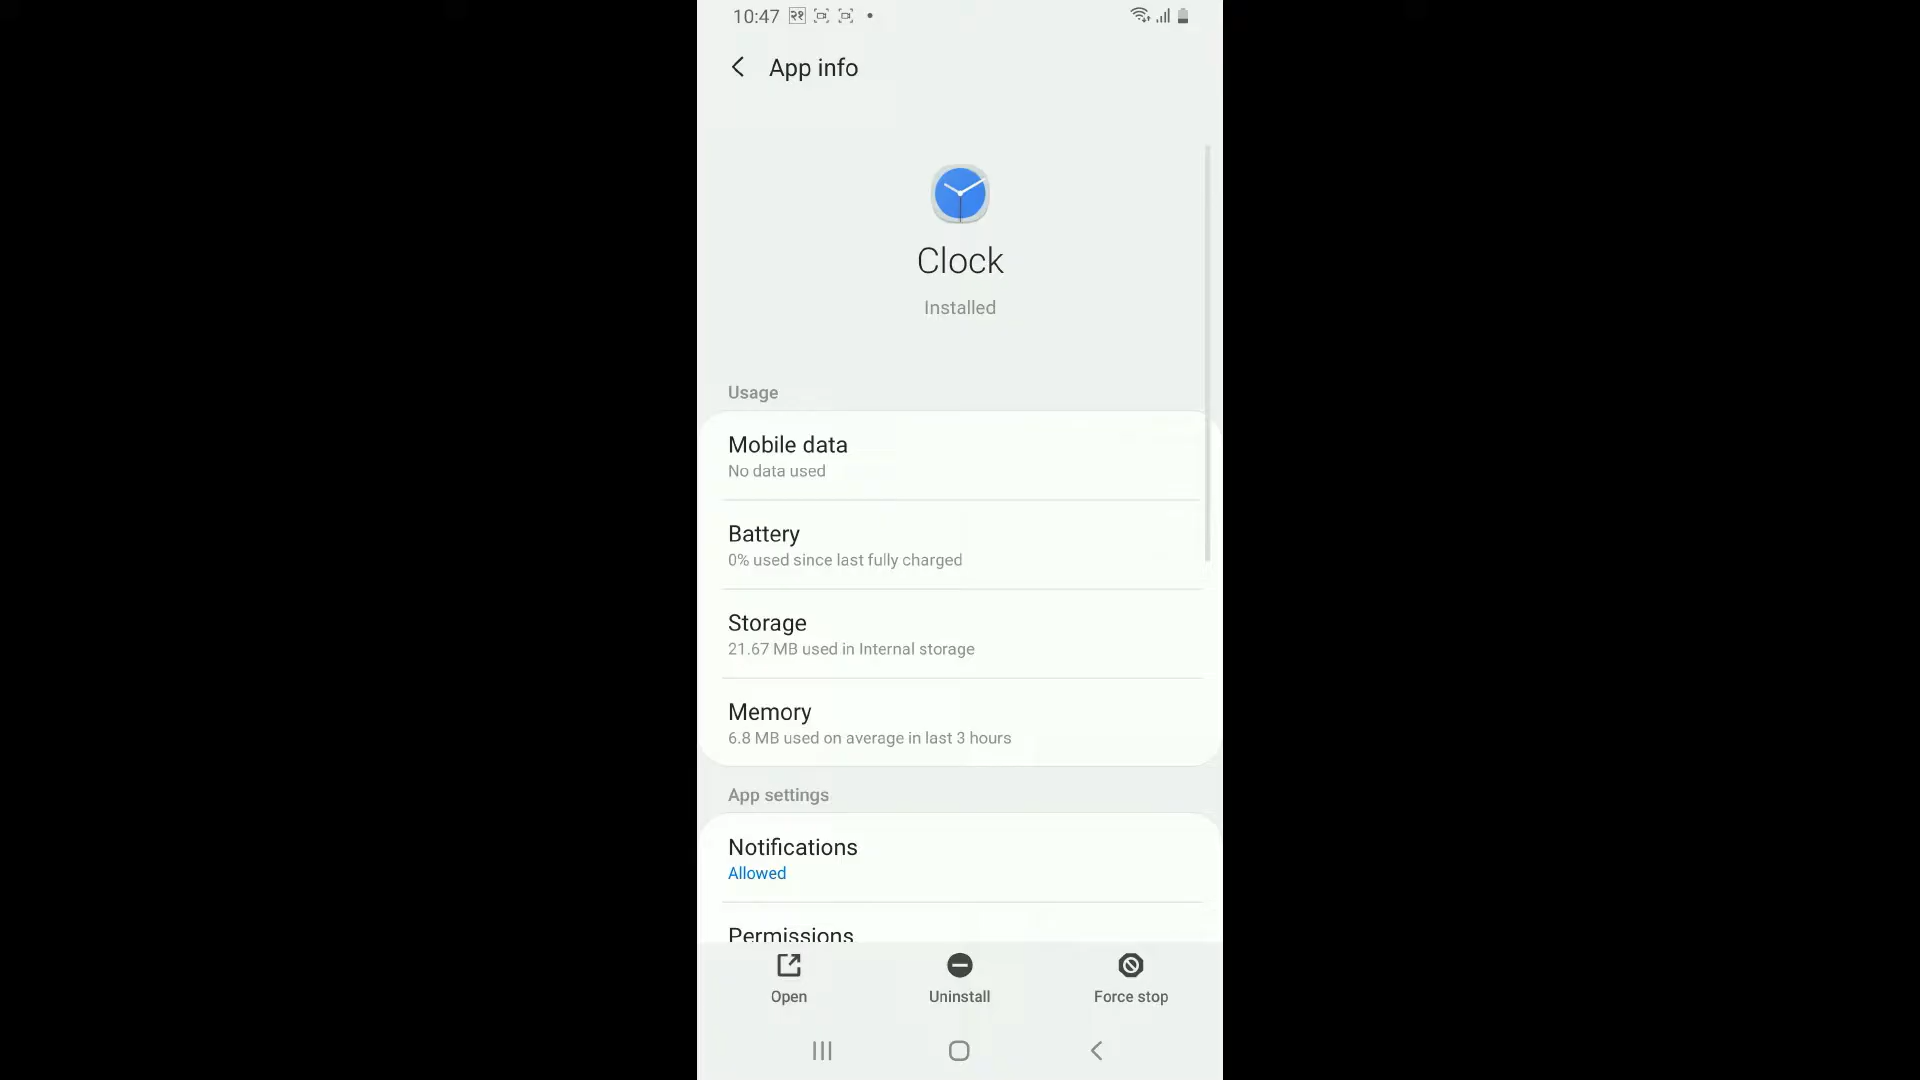 10:47 २१
App info
Clock
Installed
Usage
Mobile data
No data used
Battery
0% used since last fully charged
Storage
21.67 MB used in Internal storage
Memory
6.8 MB used on average in last 3 hours
App settings
Notifications
Allowed
Permissions
Open
Uninstall
Force stop